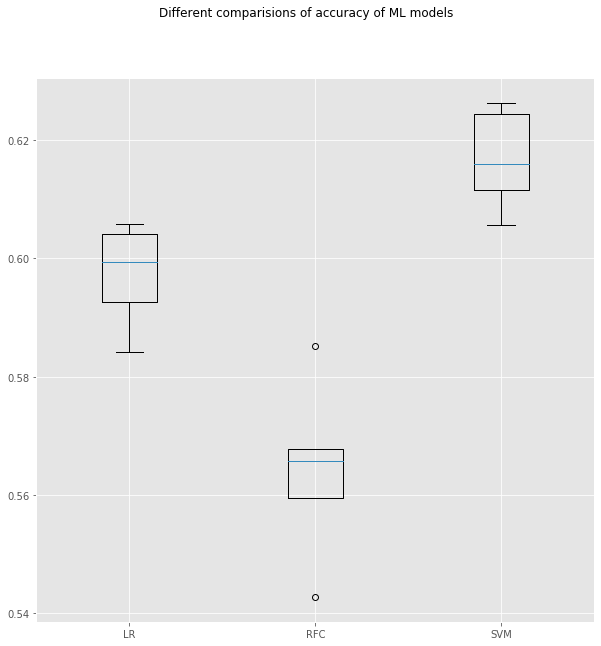 Different comparisions of accuracy of ML models
0.62
0.60
0.58
0.56
0.54
LR RFC SVM